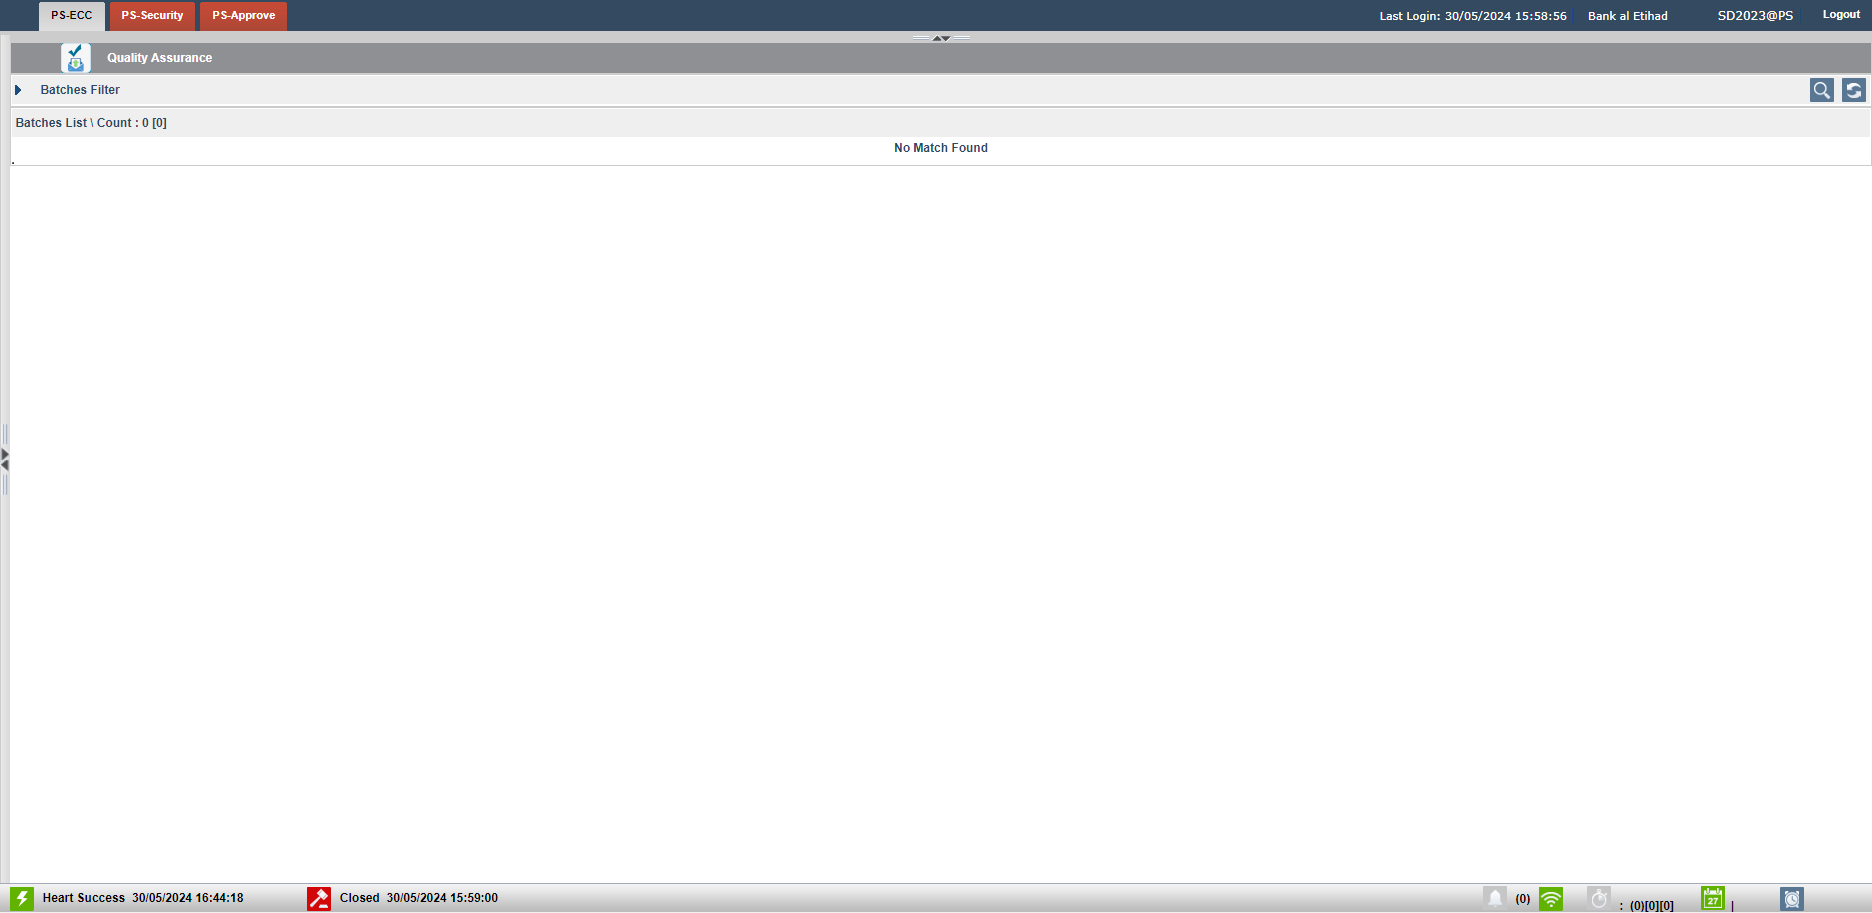 PS-ECC PS-Security PS-Approve Last Login: 30/05/2024 15:58:56 Bank al Etihad SD2023@PS Logout
Quality Assurance
Batches Filter
Batches List \ Count : 0 [0]
No Match Found
.
Heart Success 30/05/2024 16:44:18 Closed 30/05/2024 15:59:00 (0) : (0)[0][0] 27 |